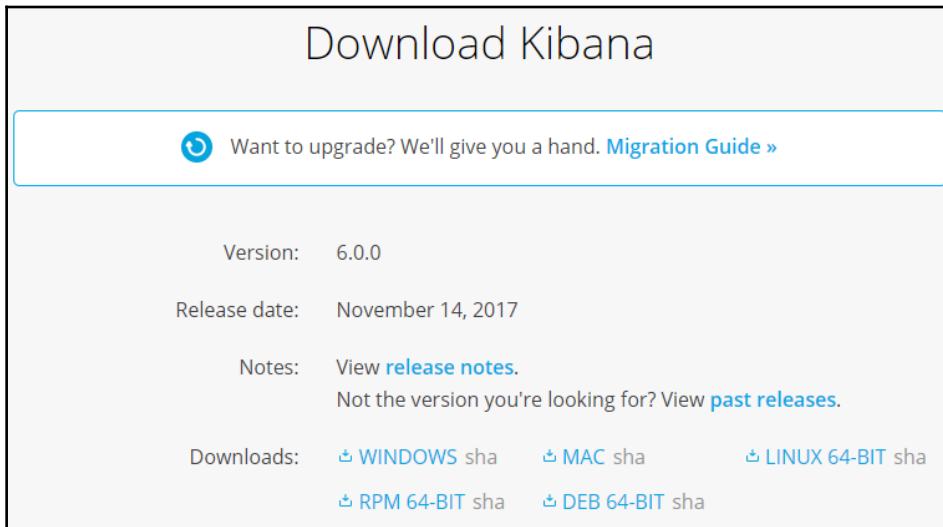 Download Kibana
Want to upgrade? We'll give you a hand. Migration Guide »
Version: 6.0.0
Release date: November 14, 2017
Notes: View release notes.
Not the version you're looking for? View past releases.
Downloads: WINDOWS sha MAC sha LINUX 64-BIT sha
RPM 64-BIT sha DEB 64-BIT sha